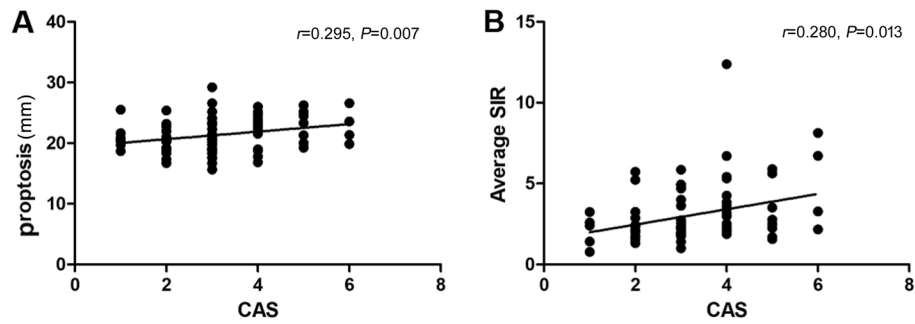 A
r=0.295, P=0.007
proptosis (mm)
40
30
20
10
0
0 2 4 6 8
CAS
B
r=0.280, P=0.013
Average SIR
15
10
5
0
0 2 4 6 8
CAS